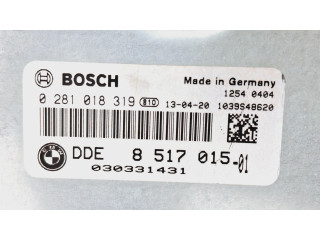 BOSCH
Made in Germany
1254 0404
0 281 018 319 810 13-04-20 1039S48620
BMW DDE 8 517 015-01
030331431